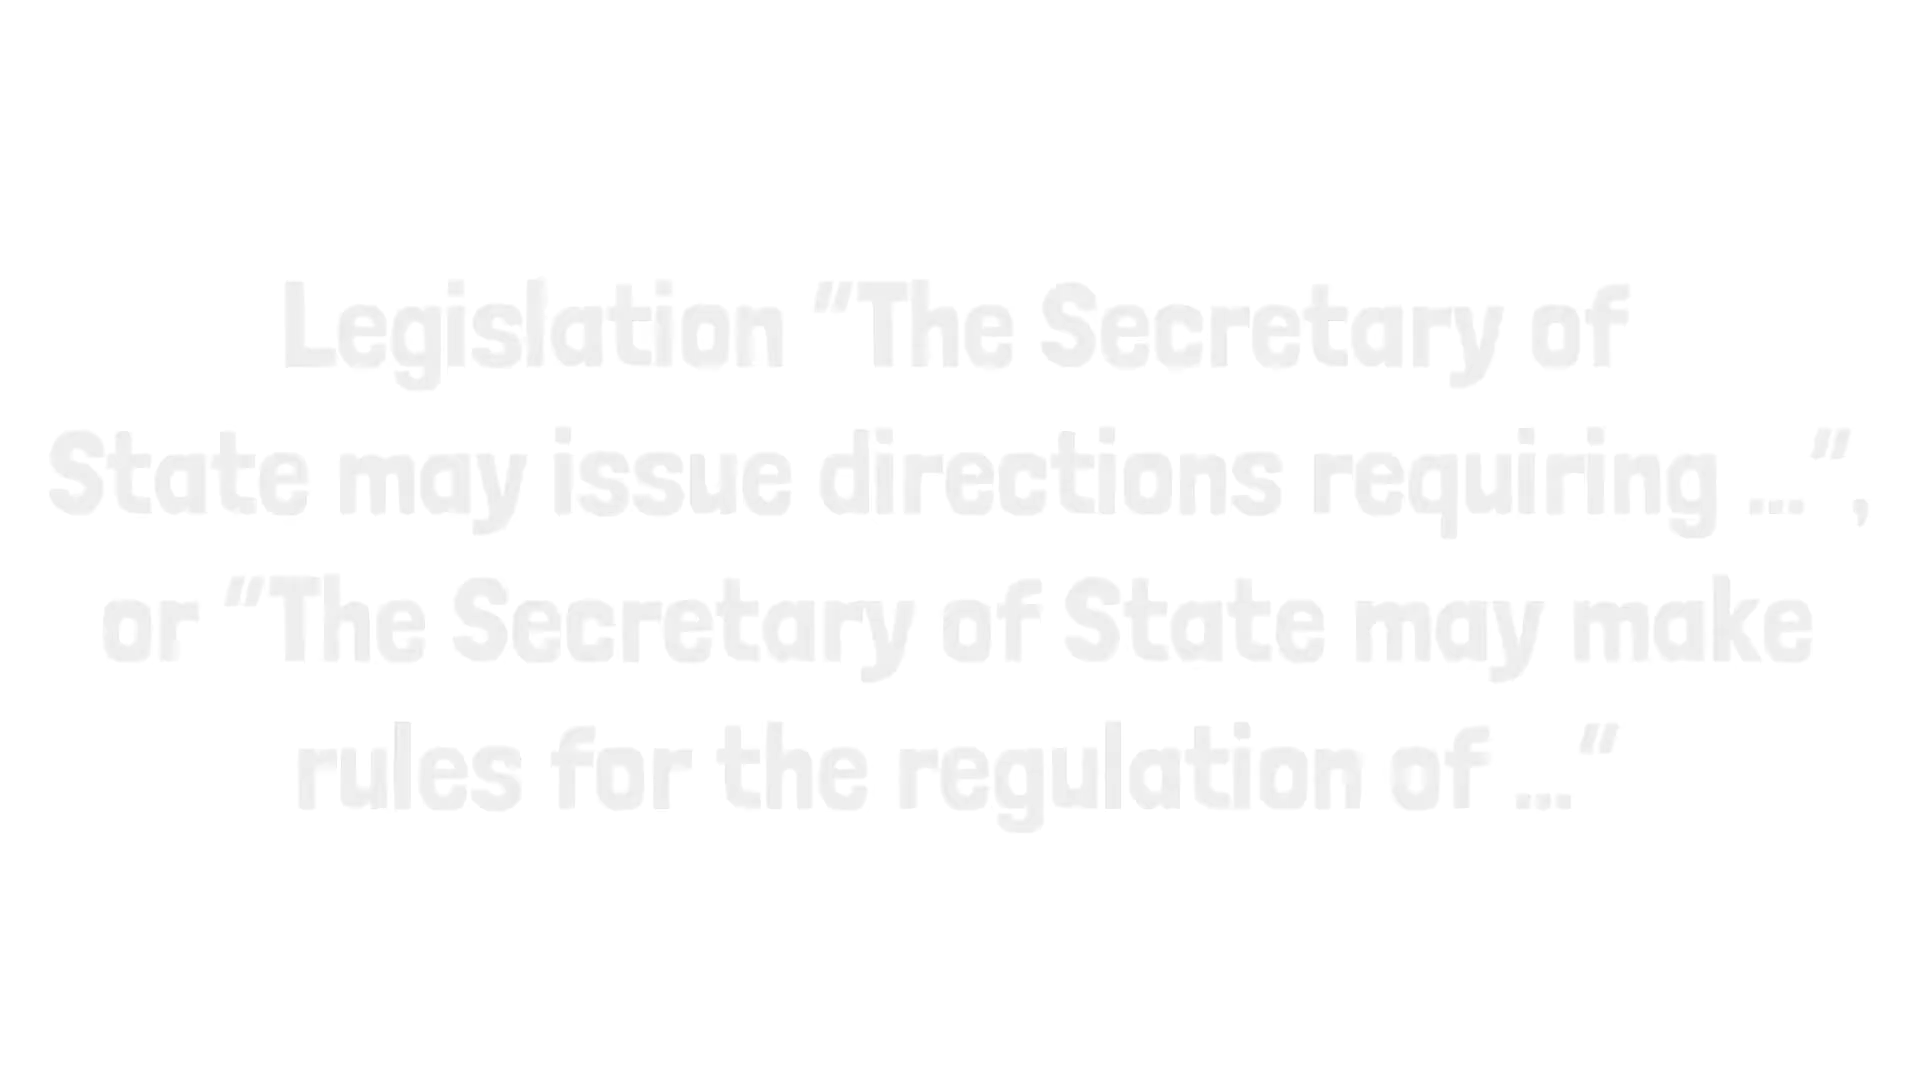 Legislation “The Secretary of
State may issue directions requiring ...”,
or “The Secretary of State may make
rules for the regulation of ...”